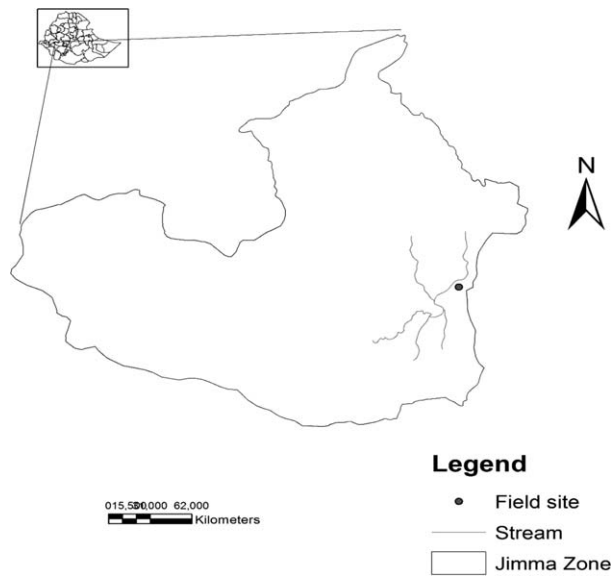 N
Legend
Field site
Stream
Jimma Zone
62,000
Kilometers